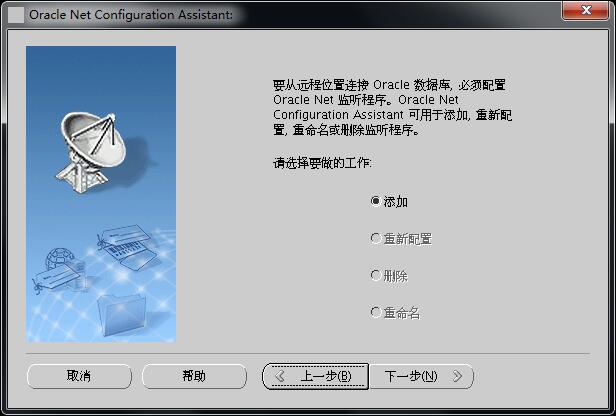 Oracle Net Configuration Assistant:
要从远程位置连接 Oracle 数据库, 必须配置
Oracle Net 监听程序。Oracle Net
Configuration Assistant 可用于添加, 重新配
置, 重命名或删除监听程序。
请选择要做的工作:
添加
重新配置
删除
重命名
取消
帮助
上一步(B)
下一步(N)